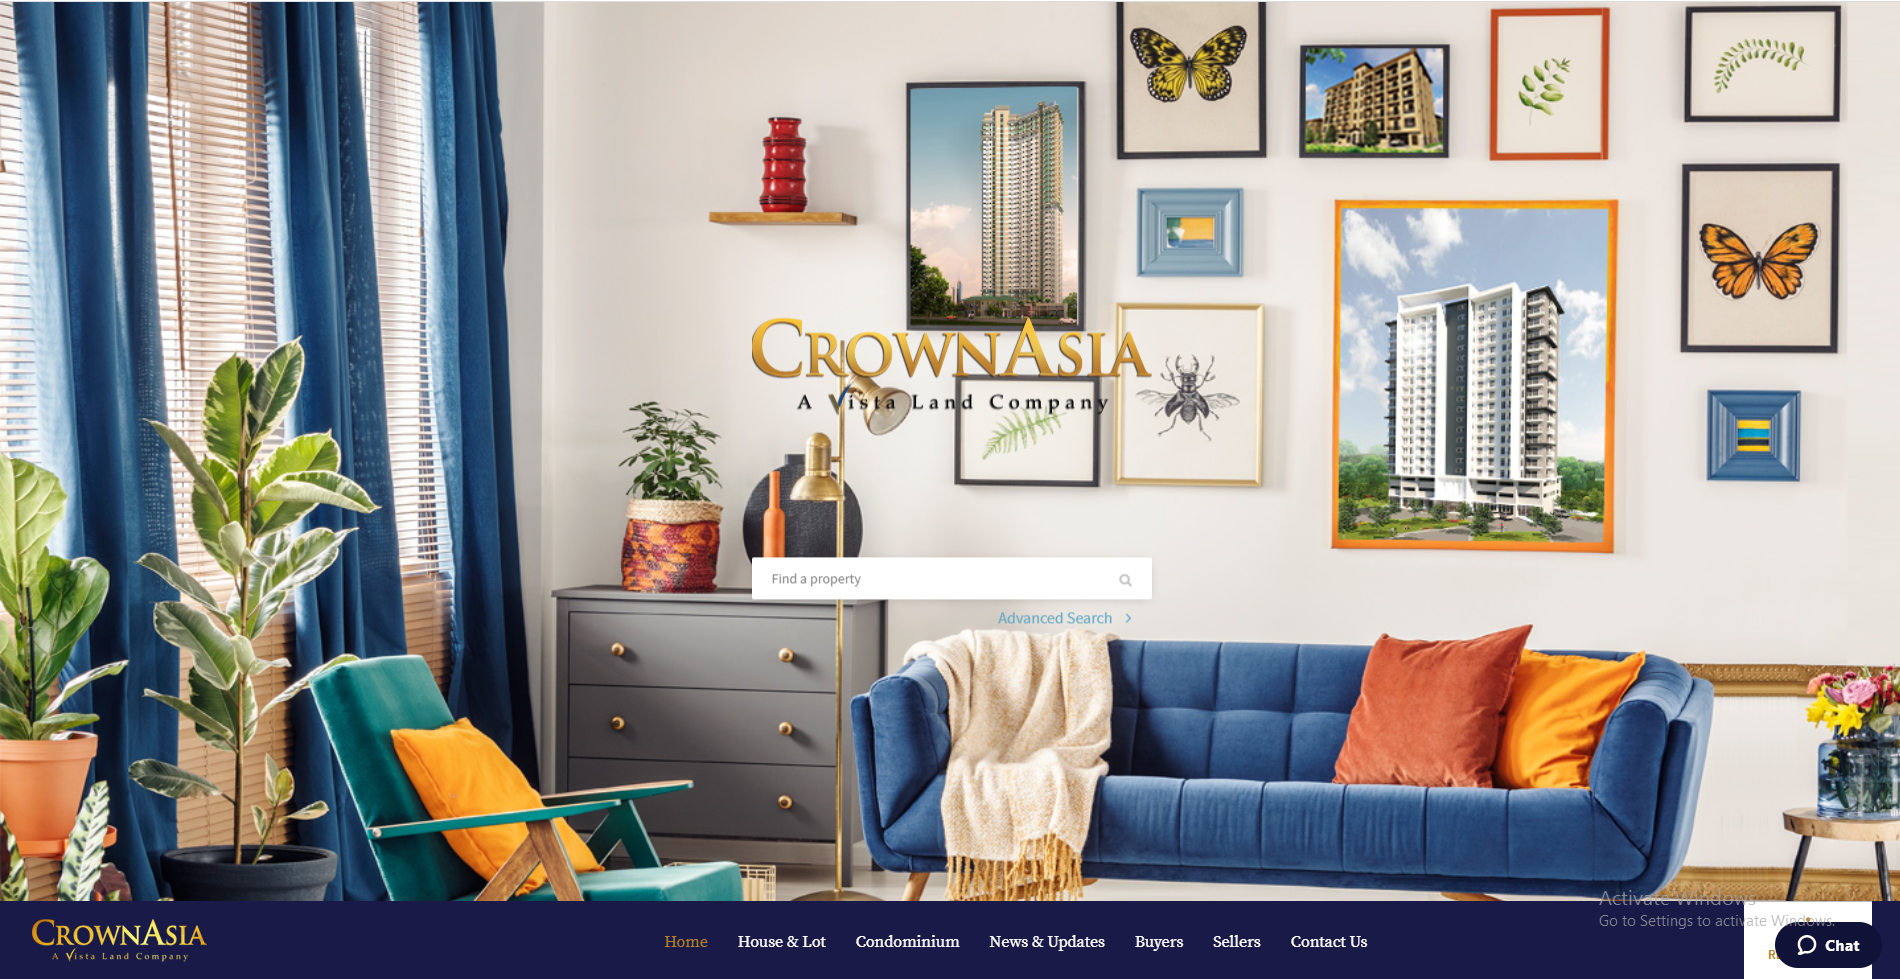 CROWNASIA
A Vista Land Company
Find a property
Advanced Search
Activate Windows
Go to Settings to activate Windows.
CROWNASIA
A Vista Land Company
Home House & Lot Condominium News & Updates Buyers Sellers Contact Us
Chat